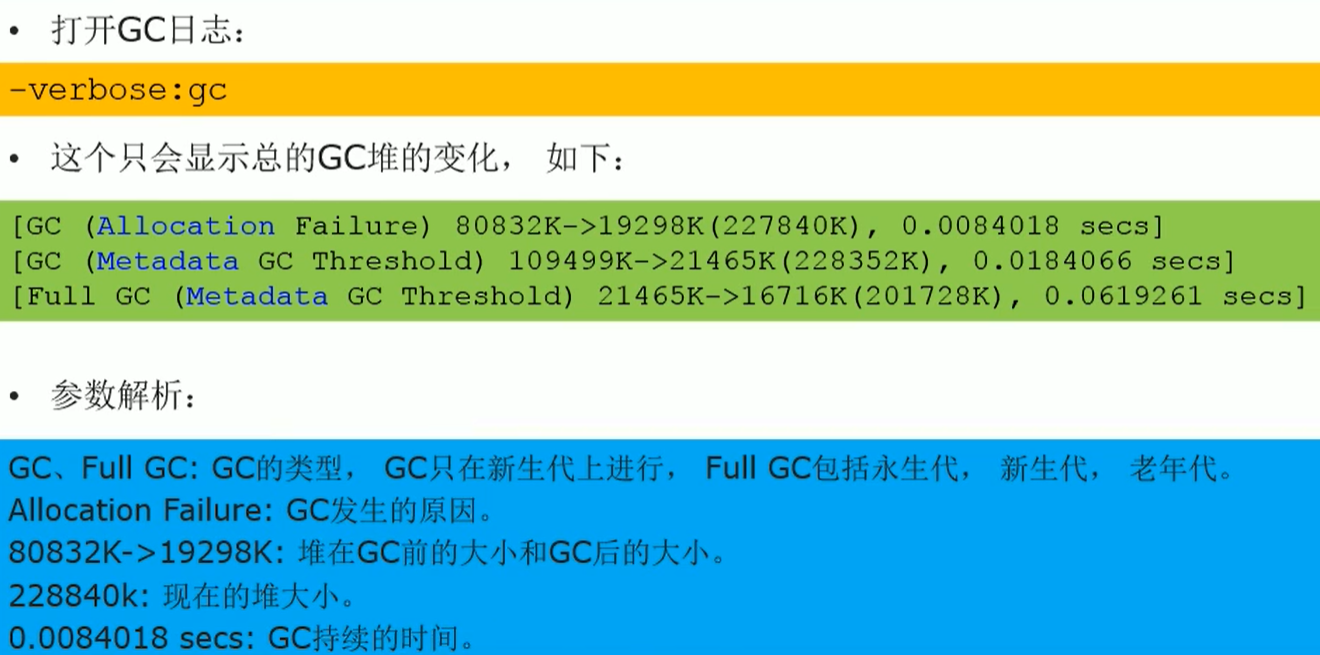 • 打开GC日志：
-verbose:gc
• 这个只会显示总的GC堆的变化， 如下：
[GC (Allocation Failure) 80832K->19298K(227840K), 0.0084018 secs]
[GC (Metadata GC Threshold) 109499K->21465K(228352K), 0.0184066 secs]
[Full GC (Metadata GC Threshold) 21465K->16716K(201728K), 0.0619261 secs]
• 参数解析：
GC、Full GC: GC的类型， GC只在新生代上进行， Full GC包括永生代， 新生代， 老年代。
Allocation Failure: GC发生的原因。
80832K->19298K: 堆在GC前的大小和GC后的大小。
228840k: 现在的堆大小。
0.0084018 secs: GC持续的时间。